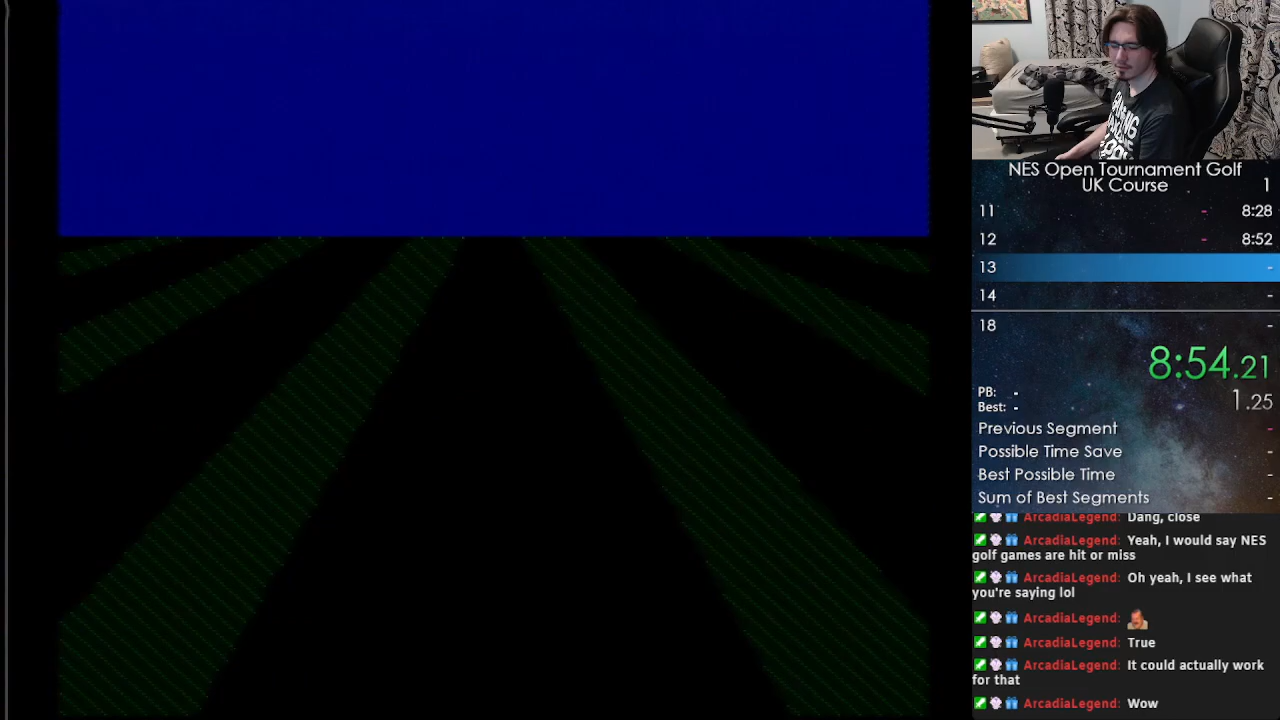 NES Open Tournament Golf
UK Course 1
11 - 8:28
12 - 8:52
13 -
14 -
18 -
8:54.21
PB: -
1.25
Best: -
Previous Segment -
Possible Time Save -
Best Possible Time -
Sum of Best Segments -
ArcadiaLegend: Dang, close
ArcadiaLegend: Yeah, I would say NES
golf games are hit or miss
ArcadiaLegend: Oh yeah, I see what
you're saying lol
ArcadiaLegend:
ArcadiaLegend: True
ArcadiaLegend: It could actually work
for that
ArcadiaLegend: Wow